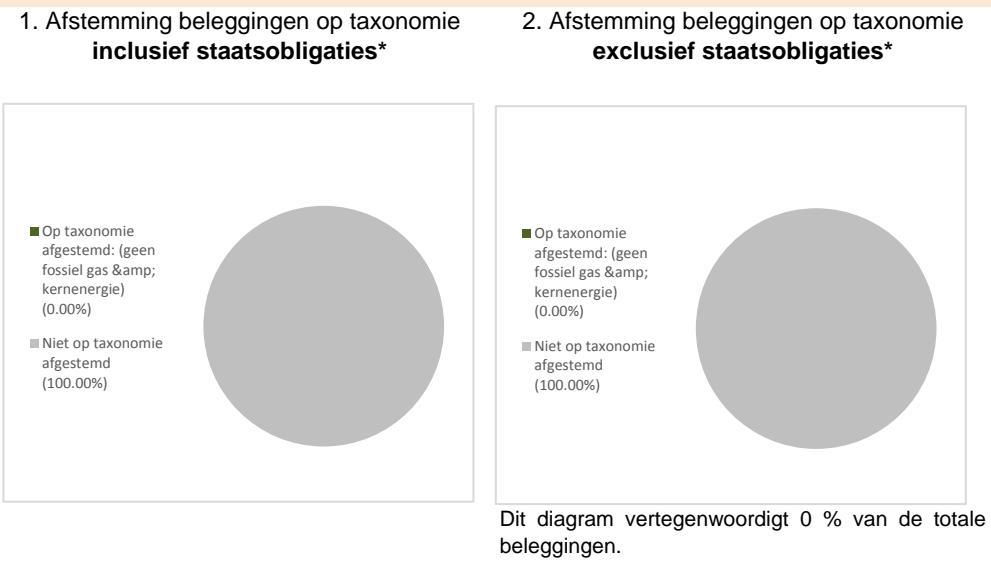 1. Afstemming beleggingen op taxonomie
inclusief staatsobligaties*
Op taxonomie
afgestemd: (geen
fossiel gas &amp;
kernenergie)
(0.00%)
Niet op taxonomie
afgestemd
(100.00%)
2. Afstemming beleggingen op taxonomie
exclusief staatsobligaties*
Op taxonomie
afgestemd: (geen
fossiel gas &amp;
kernenergie)
(0.00%)
Niet op taxonomie
afgestemd
(100.00%)
Dit diagram vertegenwoordigt 0 % van de totale
beleggingen.